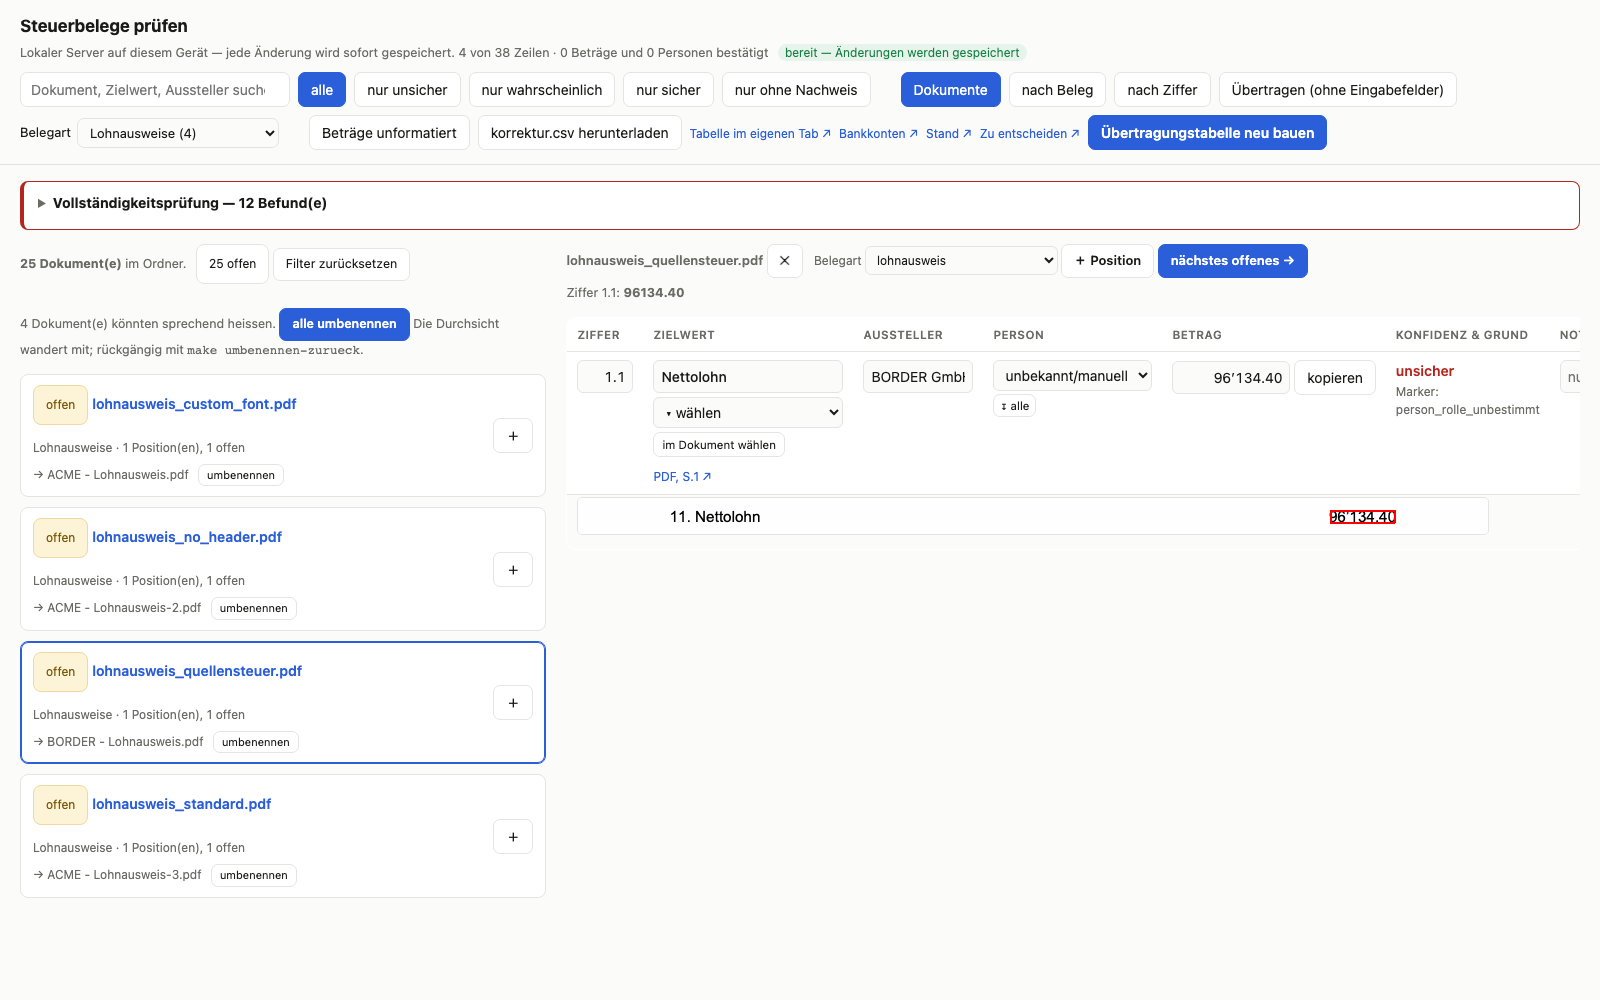 Steuerbelege prüfen
Lokaler Server auf diesem Gerät — jede Änderung wird sofort gespeichert. 4 von 38 Zeilen · 0 Beträge und 0 Personen bestätigt bereit — Änderungen werden gespeichert
Dokument, Zielwert, Aussteller such alle nur unsicher nur wahrscheinlich nur sicher nur ohne Nachweis Dokumente nach Beleg nach Ziffer Übertragen (ohne Eingabefelder)
Belegart Lohnausweise (4) Beträge unformatiert korrektur.csv herunterladen Tabelle im eigenen Tab ↗ Bankkonten ↗ Stand ↗ Zu entscheiden ↗ Übertragungstabelle neu bauen
▶ Vollständigkeitsprüfung — 12 Befund(e)
25 Dokument(e) im Ordner. 25 offen Filter zurücksetzen
4 Dokument(e) könnten sprechend heissen. alle umbenennen Die Durchsicht
wandert mit; rückgängig mit make umbenennen-zurueck.
offen lohnausweis_custom_font.pdf
Lohnausweise · 1 Position(en), 1 offen
+
→ ACME - Lohnausweis.pdf umbenennen
offen lohnausweis_no_header.pdf
Lohnausweise · 1 Position(en), 1 offen
+
→ ACME - Lohnausweis-2.pdf umbenennen
offen lohnausweis_quellensteuer.pdf
Lohnausweise · 1 Position(en), 1 offen
+
→ BORDER - Lohnausweis.pdf umbenennen
offen lohnausweis_standard.pdf
Lohnausweise · 1 Position(en), 1 offen
+
→ ACME - Lohnausweis-3.pdf umbenennen
lohnausweis_quellensteuer.pdf ✕ Belegart lohnausweis + Position nächstes offenes →
Ziffer 1.1: 96134.40
ZIFFER ZIELWERT AUSSTELLER PERSON BETRAG KONFIDENZ & GRUND NO
1.1 Nettolohn BORDER Gmb unbekannt/manuell 96’134.40 kopieren unsicher nu
Marker:
person_rolle_unbestimmt
▾ wählen
↧ alle
im Dokument wählen
PDF, S.1 ↗
11. Nettolohn 96’134.40